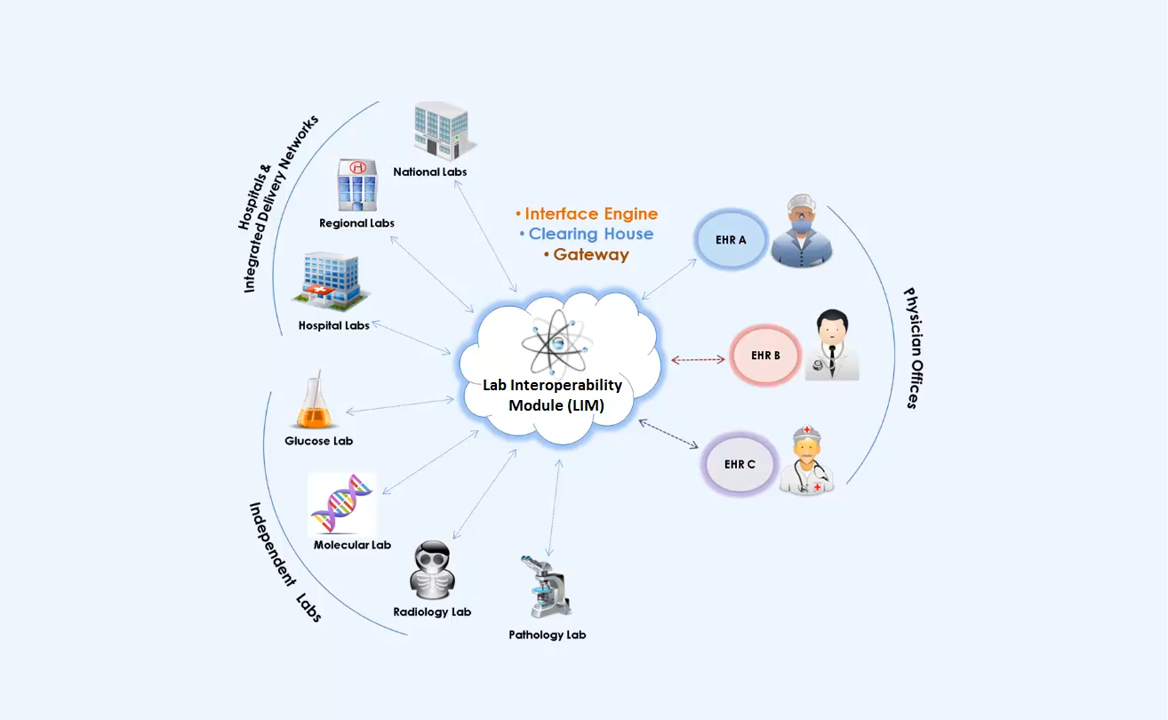 Hospitals &
Integrated Delivery Networks
National Labs
Regional Labs
Hospital Labs
• Interface Engine
• Clearing House
• Gateway
Lab Interoperability
Module (LIM)
EHR A
EHR B
EHR C
Physician Offices
Glucose Lab
Molecular Lab
Radiology Lab
Pathology Lab
Independent Labs